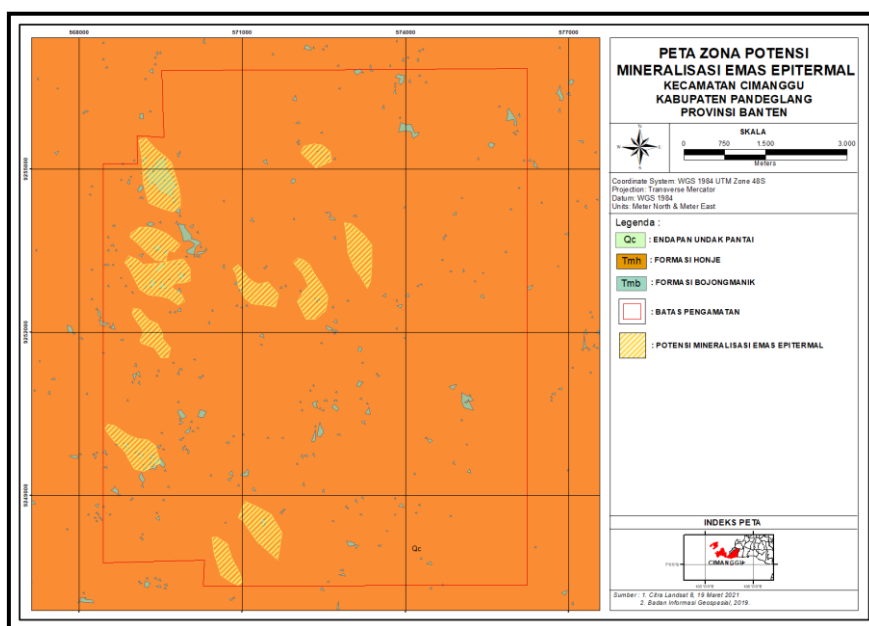 568000 571000 574000 577000
9255000
9252000
9249000
Qc
PETA ZONA POTENSI
MINERALISASI EMAS EPITERMAL
KECAMATAN CIMANGGU
KABUPATEN PANDEGLANG
PROVINSI BANTEN
N
W E
S
SKALA
0 750 1.500 3.000
Meters
Coordinate System: WGS 1984 UTM Zone 48S
Projection: Transverse Mercator
Datum: WGS 1984
Units: Meter North & Meter East
Legenda :
Qc : ENDAPAN UNDAK PANTAI
Tmh : FORMASI HONJE
Tmb : FORMASI BOJONGMANIK
: BATAS PENGAMATAN
: POTENSI MINERALISASI EMAS EPITERMAL
INDEKS PETA
CIMANGGU
Sumber : 1. Citra Landsat 8, 19 Maret 2021
2. Badan Informasi Geospasial, 2019.